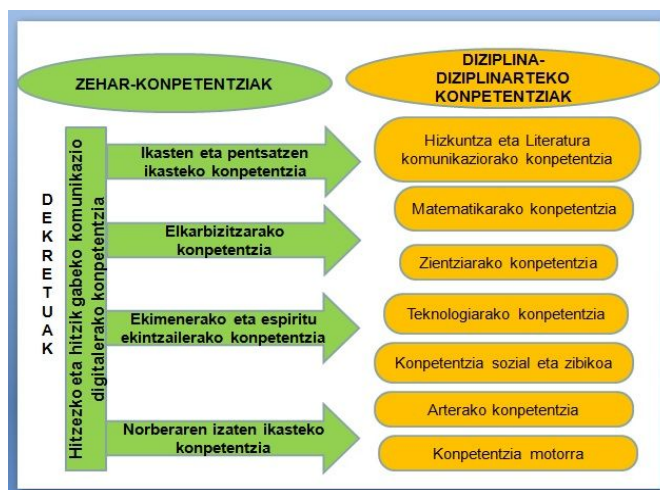 ZEHAR-KONPETENTZIAK
DIZIPLINA-
DIZIPLINARTEKO
KONPETENTZIAK
DEKRETUAK
Hitzezko eta hitzik gabeko komunikazio
digitalerako konpetentzia
Ikasten eta pentsatzen
ikasteko konpetentzia
Elkarbizitzarako
konpetentzia
Ekimenerako eta espiritu
ekintzailerako konpetentzia
Norberaren izaten ikasteko
konpetentzia
Hizkuntza eta Literatura
komunikaziorako konpetentzia
Matematikarako konpetentzia
Zientziarako konpetentzia
Teknologiarako konpetentzia
Konpetentzia sozial eta zibikoa
Arterako konpetentzia
Konpetentzia motorra